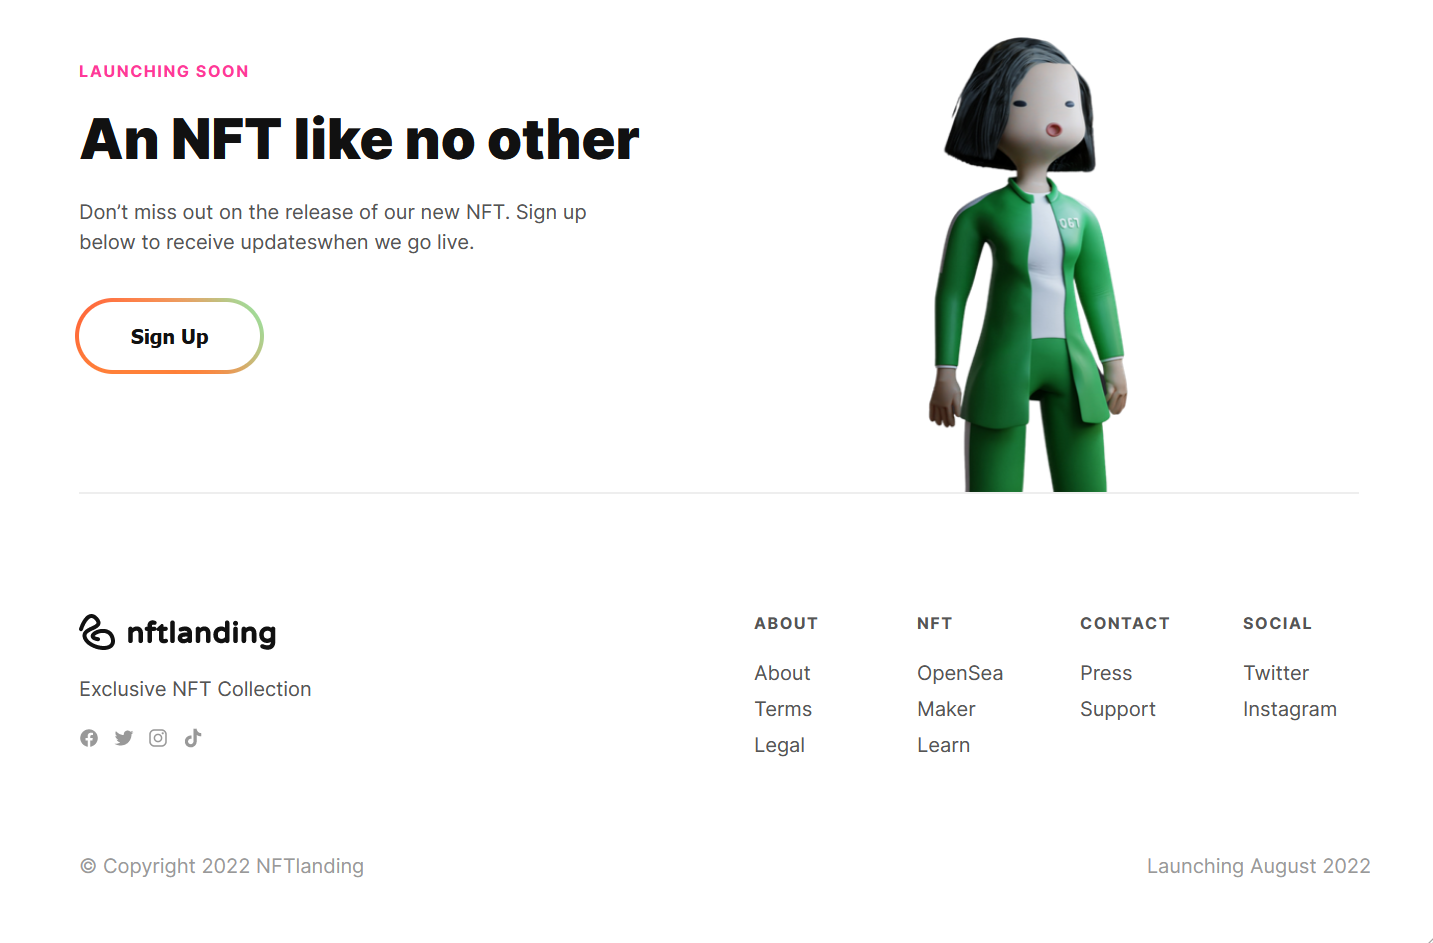 LAUNCHING SOON
An NFT like no other
Don’t miss out on the release of our new NFT. Sign up
below to receive updateswhen we go live.
Sign Up
067
nftlanding
Exclusive NFT Collection
ABOUT
About
Terms
Legal
NFT
OpenSea
Maker
Learn
CONTACT
Press
Support
SOCIAL
Twitter
Instagram
© Copyright 2022 NFTlanding
Launching August 2022